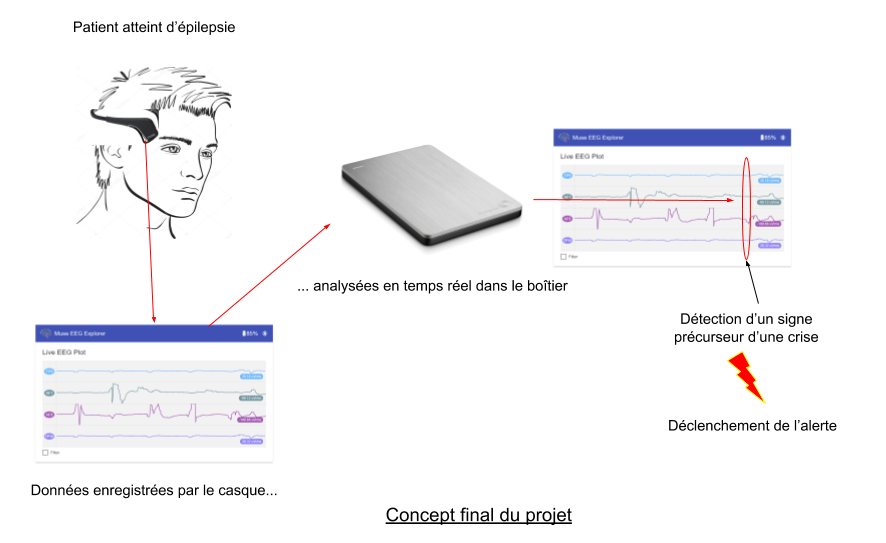 Patient atteint d’épilepsie
Muse EEG Explorer
85%
Live EEG Plot
... analysées en temps réel dans le boîtier
Filter
Détection d’un signe
précurseur d’une crise
Déclenchement de l’alerte
Muse EEG Explorer
85%
Live EEG Plot
Filter
Données enregistrées par le casque...
Concept final du projet